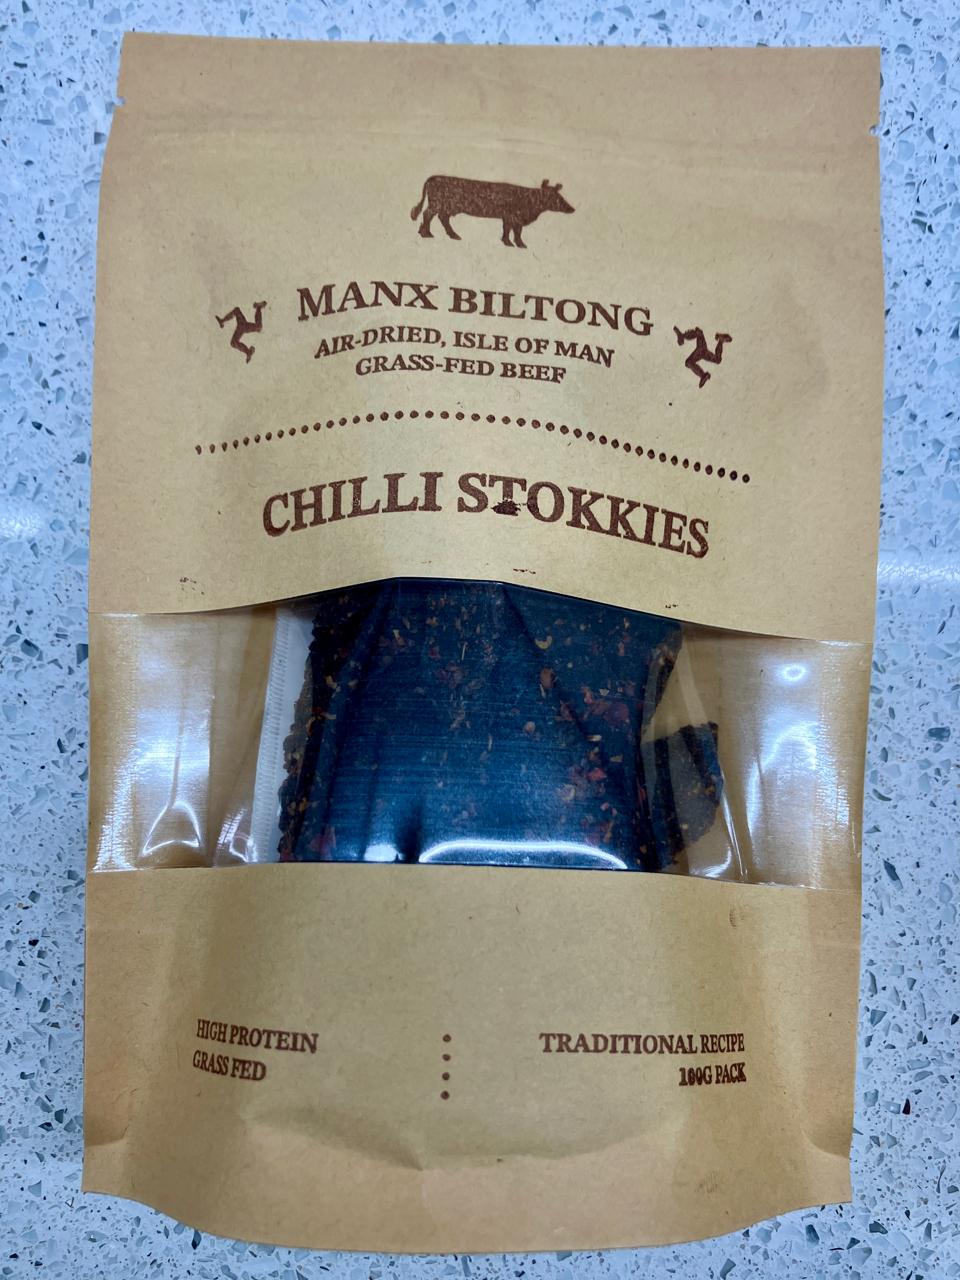 MANX BILTONG
AIR-DRIED, ISLE OF MAN
GRASS-FED BEEF
CHILLI STOKKIES
HIGH PROTEIN
GRASS FED
TRADITIONAL RECIPE
100G PACK